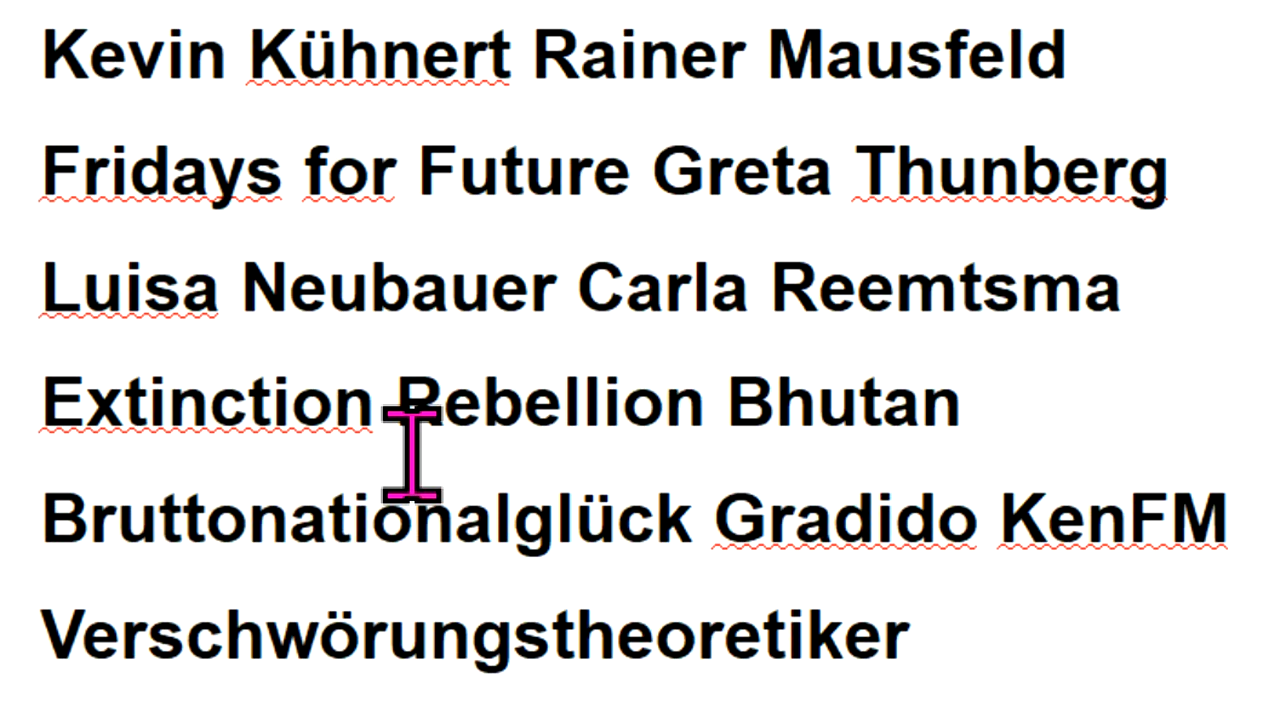 Kevin Kühnert Rainer Mausfeld
Fridays for Future Greta Thunberg
Luisa Neubauer Carla Reemtsma
Extinction Rebellion Bhutan
Bruttonationalglück Gradido KenFM
Verschwörungstheoretiker